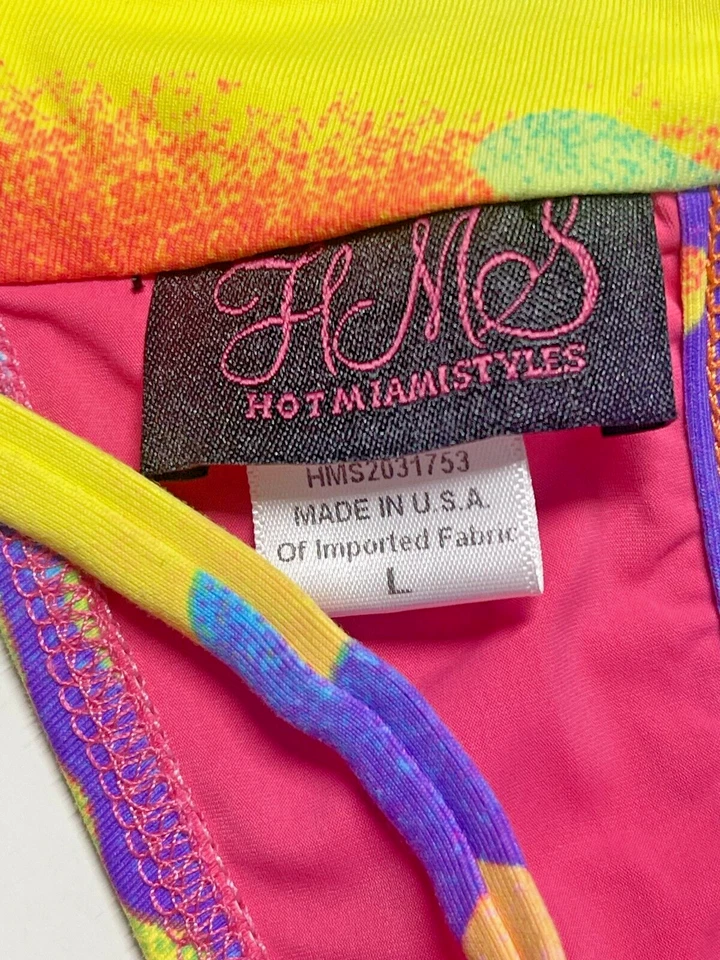 HMS
HOTMIAMISTYLES
HMS2031753
MADE IN U.S.A.
Of Imported Fabric
L